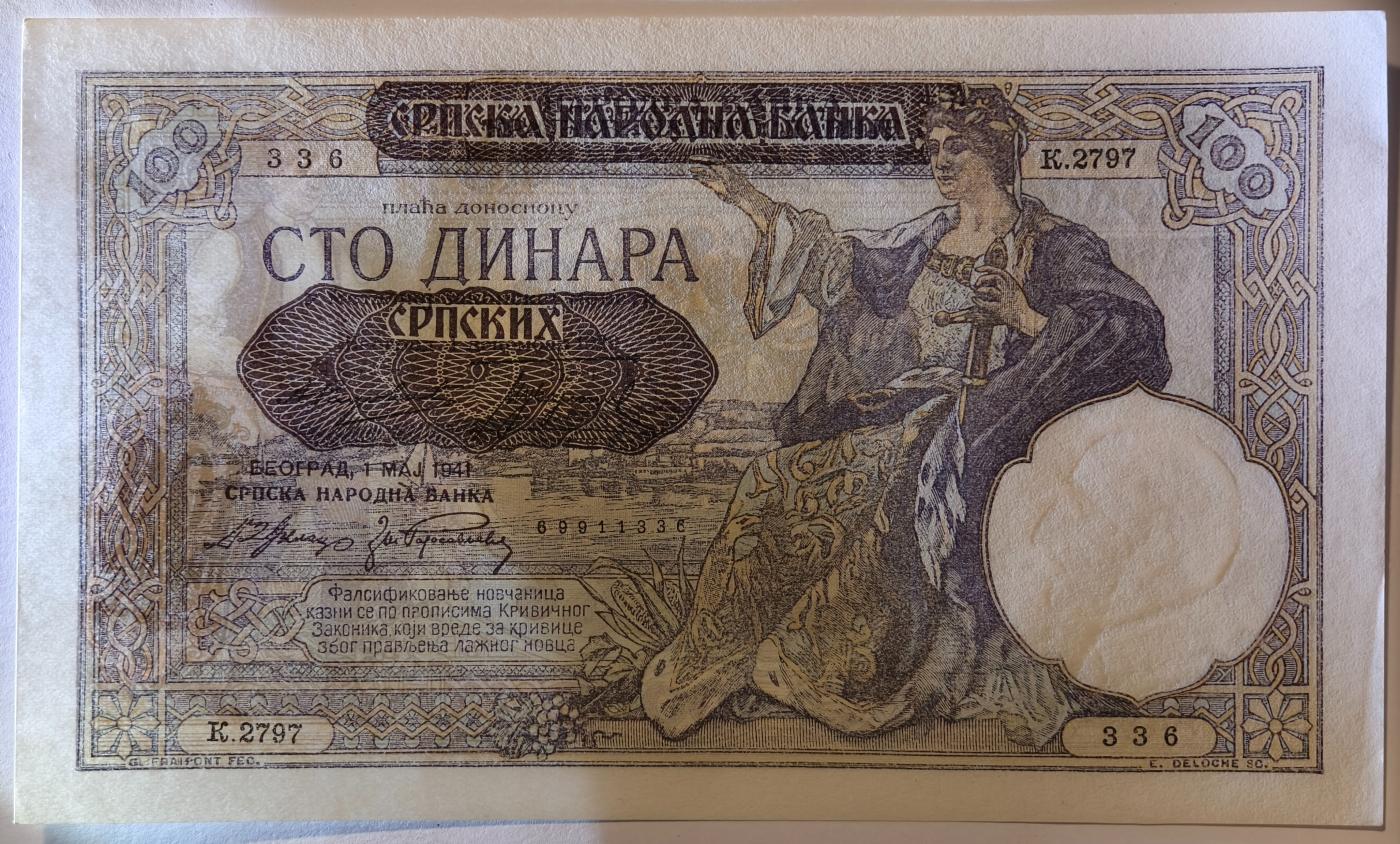 СРПСКА НАРОДНА БАНКА
100
336
К.2797
100
плаћа доносиоцу
СТО ДИНАРА
СРПСКИХ
БЕОГРАД, 1 МАЈ 1941
СРПСКА НАРОДНА БАНКА
69911336
Фалсификовање новчаница
казни се по прописима Кривичног
Законика, који вреде за кривице
због прављења лажног новца
К.2797
336
G. FRAIPONT FEC.
E. DELOCHE SC.